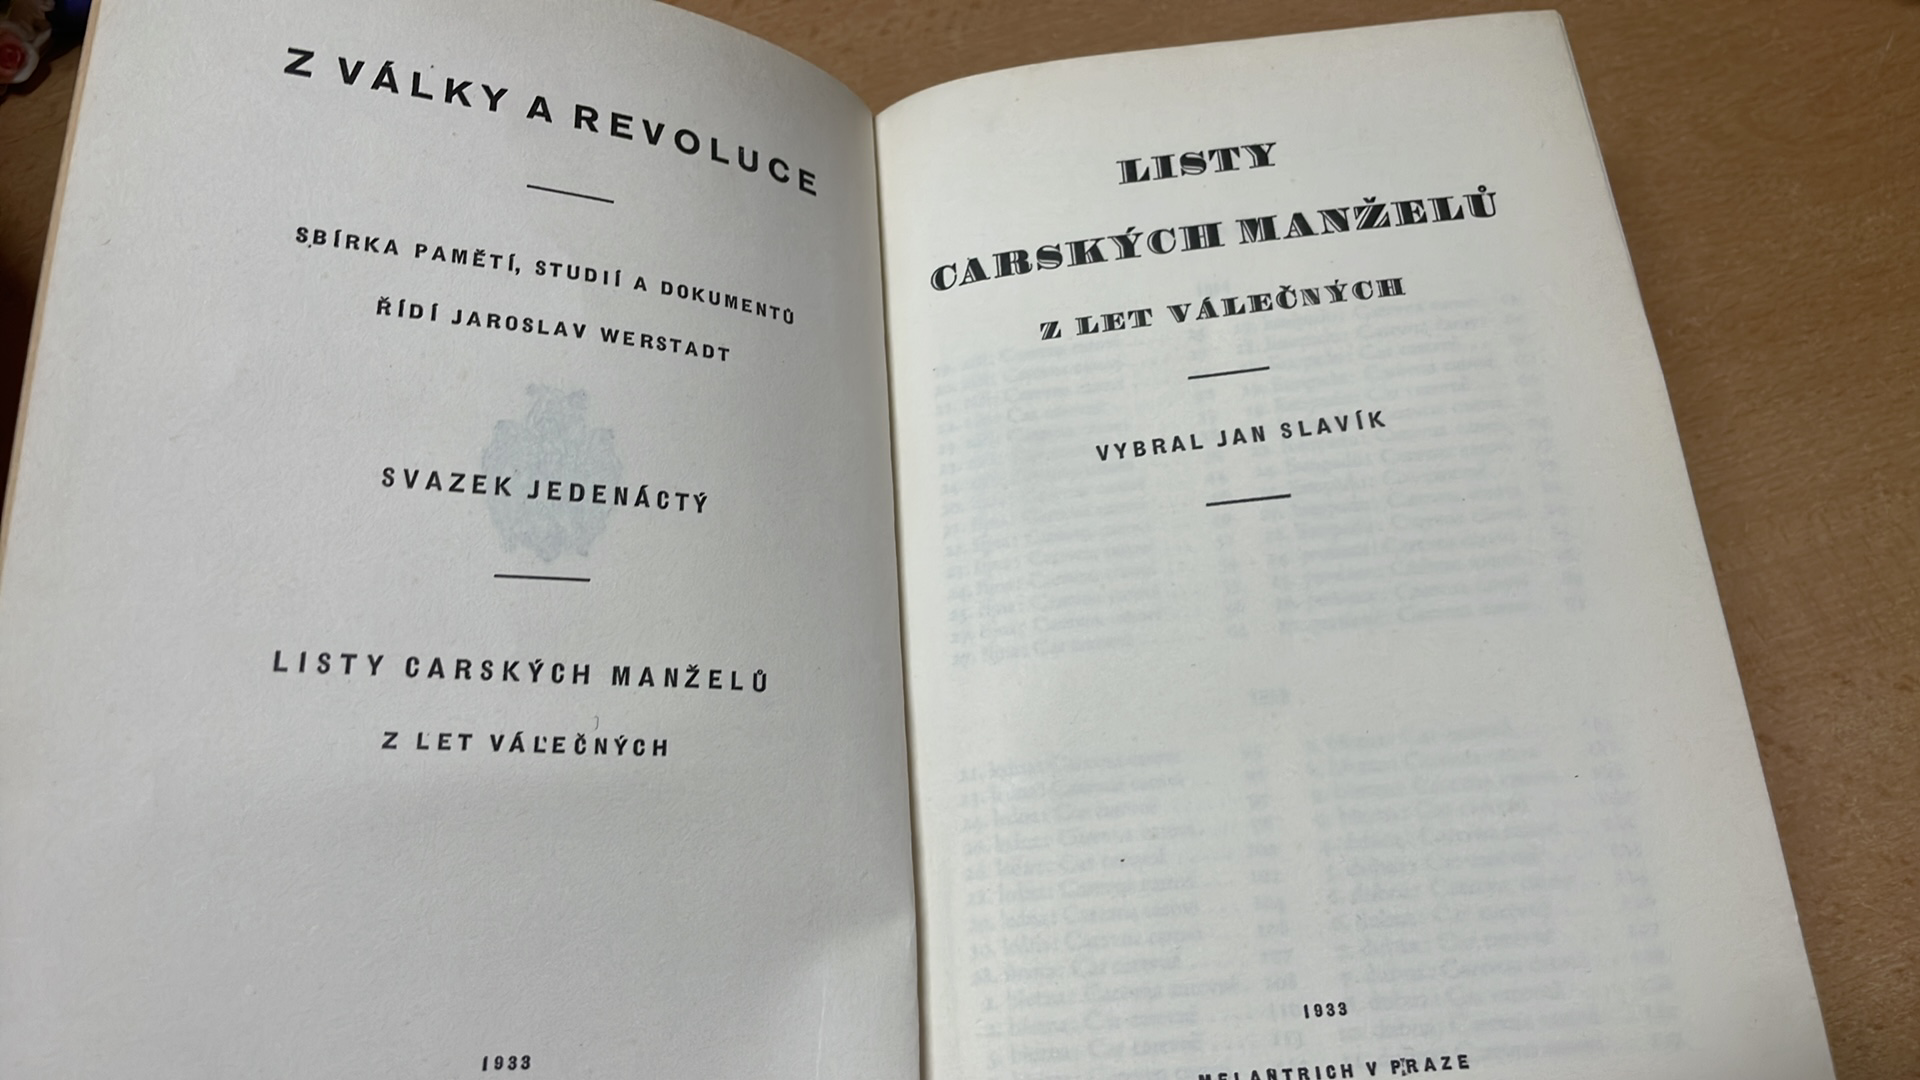 Z VÁLKY A REVOLUCE
SBÍRKA PAMĚTÍ, STUDIÍ A DOKUMENTŮ
ŘÍDÍ JAROSLAV WERSTADT
SVAZEK JEDENÁCTÝ
LISTY CARSKÝCH MANŽELŮ
Z LET VÁLEČNÝCH
1933
LISTY
CARSKÝCH MANŽELŮ
Z LET VÁLEČNÝCH
VYBRAL JAN SLAVÍK
1933
MELANTRICH V PRAZE